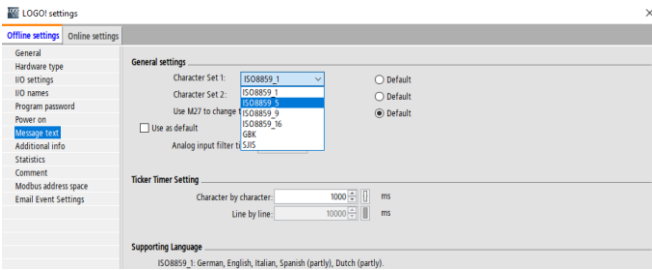 LOGO! settings
Offline settings Online settings
General
Hardware type
I/O settings
I/O names
Program password
Power on
Message text
Additional info
Statistics
Comment
Modbus address space
Email Event Settings
General settings
Character Set 1: ISO8859_1 Default
ISO8859_1
Character Set 2: ISO8859_5 Default
Use M27 to change ISO8859_9 Default
Use as default ISO8859_16
GBK
Analog input filter SJIS
Ticker Timer Setting
Character by character: 1000 ms
Line by line: 10000 ms
Supporting Language
ISO8859_1: German, English, Italian, Spanish (partly), Dutch (partly).